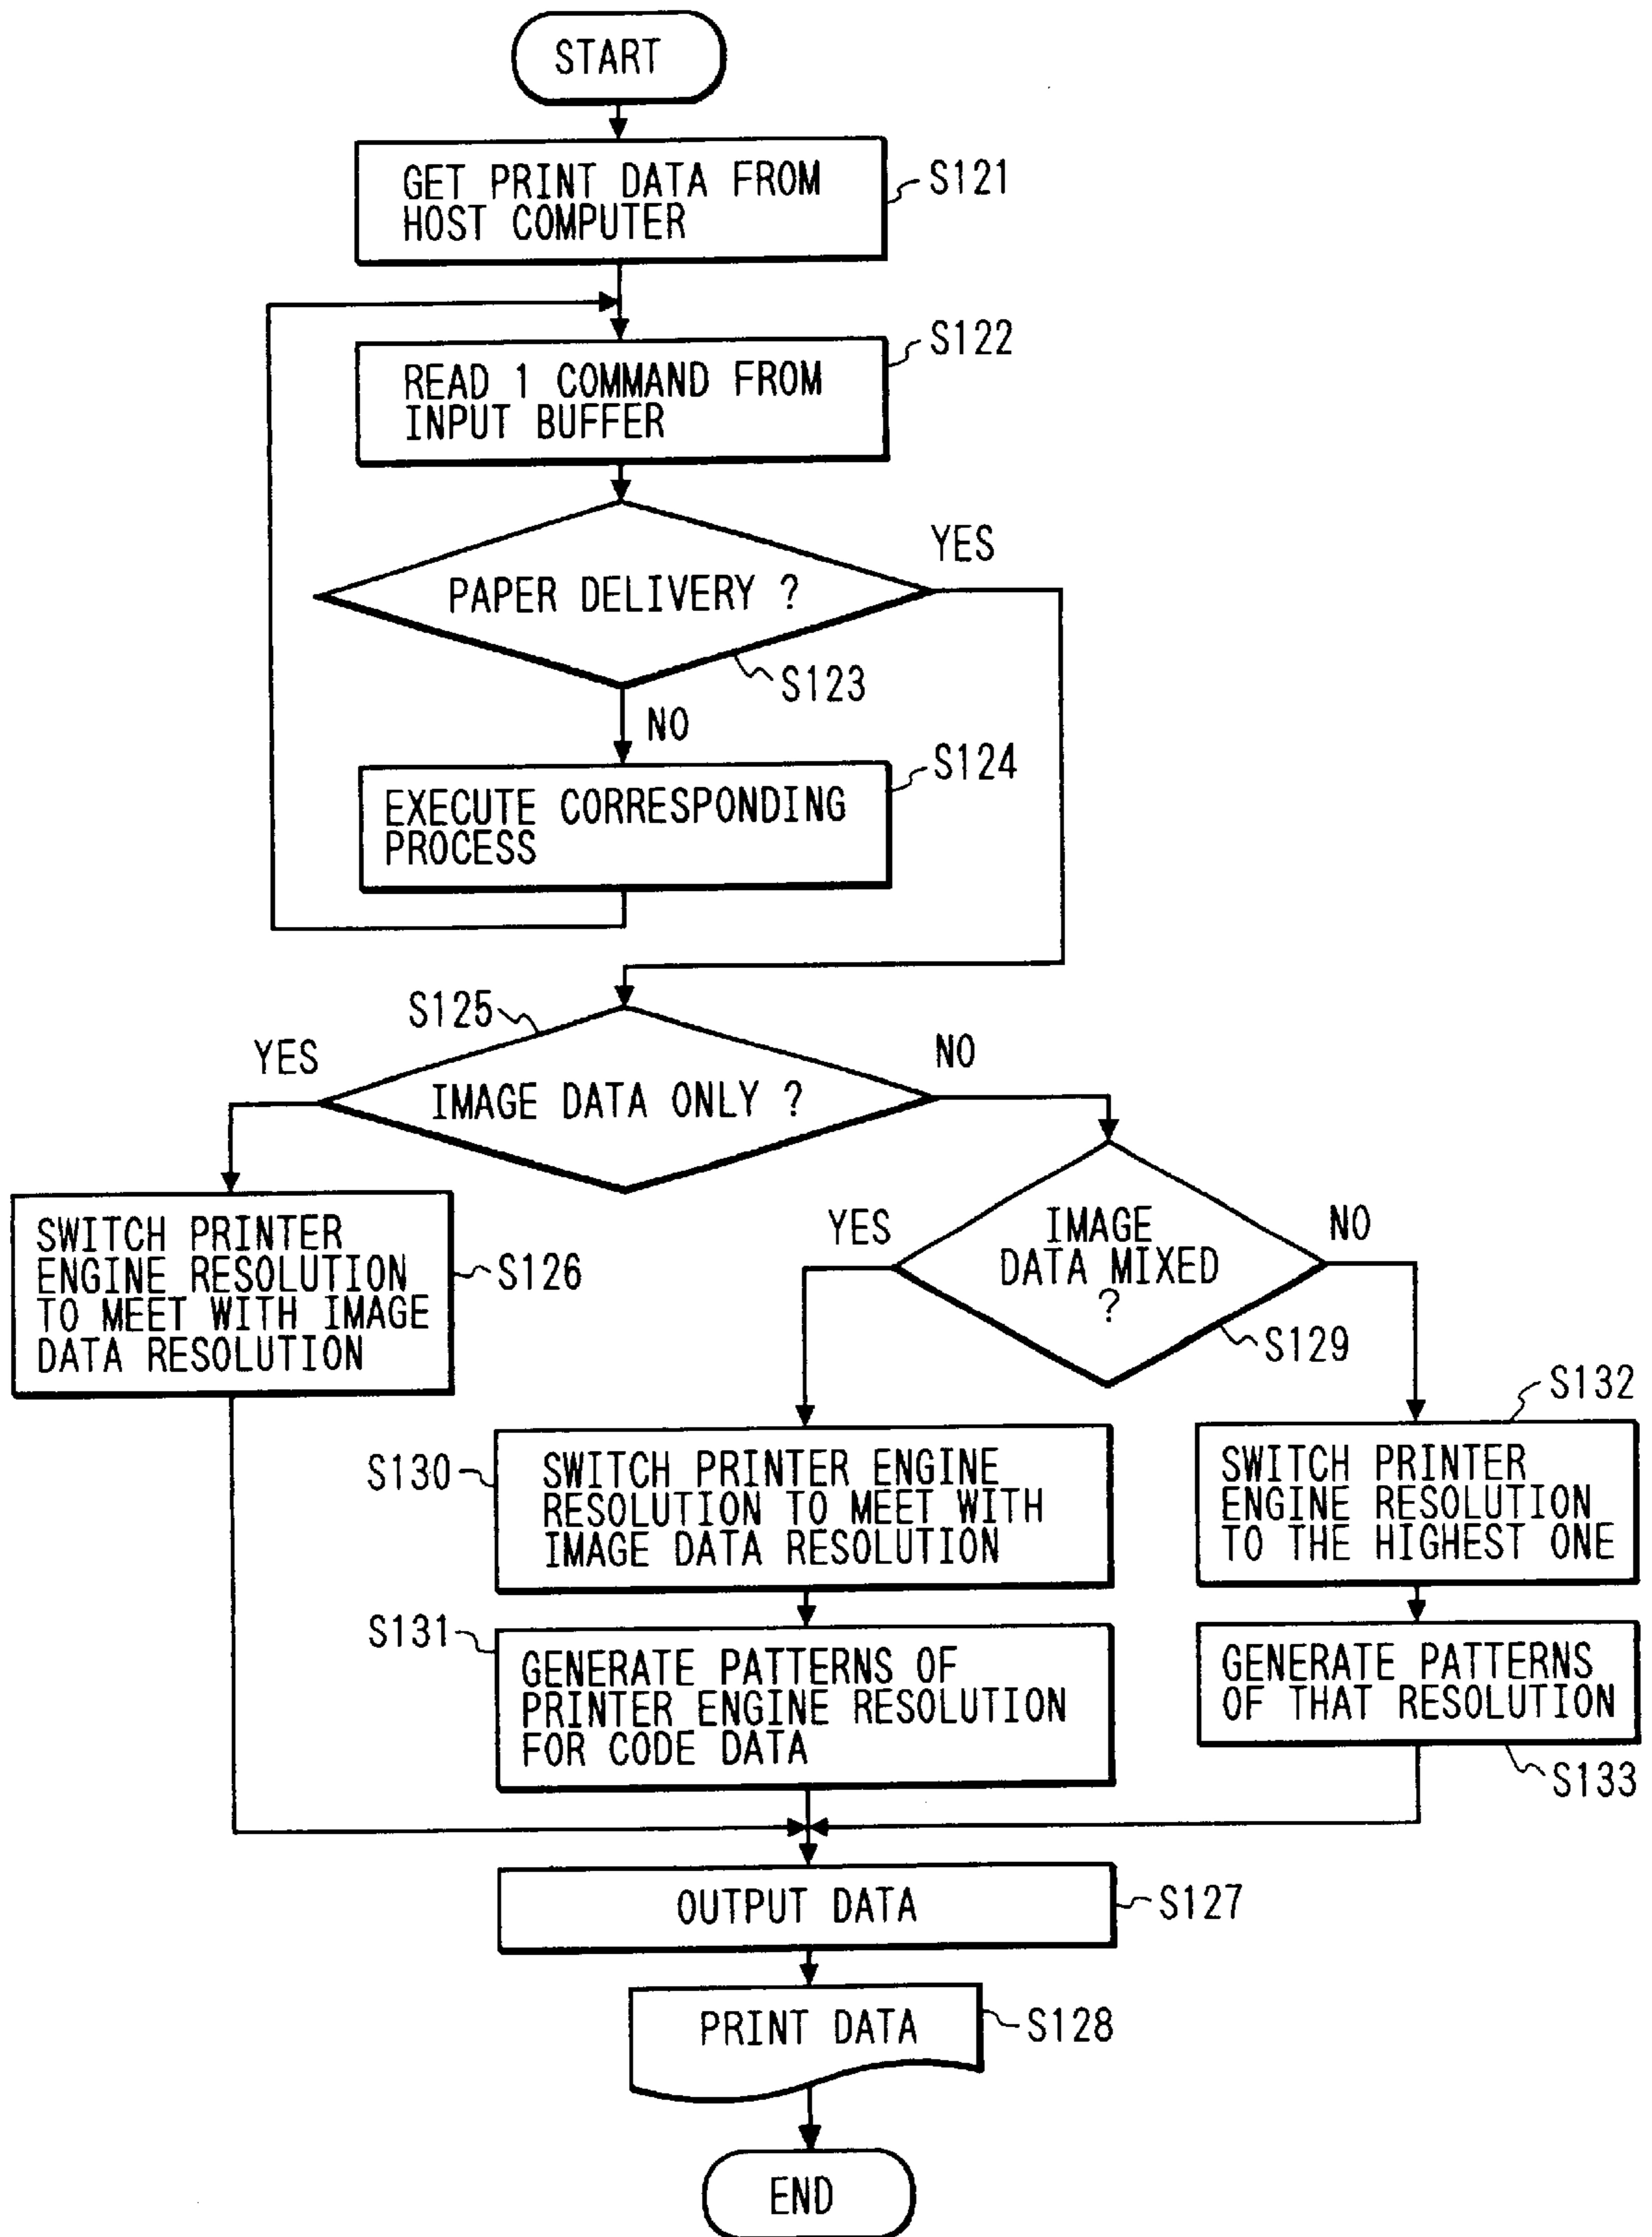 START
GET PRINT DATA FROM
HOST COMPUTER
S121
READ 1 COMMAND FROM
INPUT BUFFER
S122
PAPER DELIVERY ?
YES
S123
NO
EXECUTE CORRESPONDING
PROCESS
S124
S125
YES
IMAGE DATA ONLY ?
NO
SWITCH PRINTER
ENGINE RESOLUTION
TO MEET WITH IMAGE
DATA RESOLUTION
S126
YES
IMAGE
DATA MIXED
?
NO
S129
S130
SWITCH PRINTER ENGINE
RESOLUTION TO MEET WITH
IMAGE DATA RESOLUTION
S132
SWITCH PRINTER
ENGINE RESOLUTION
TO THE HIGHEST ONE
S131
GENERATE PATTERNS OF
PRINTER ENGINE RESOLUTION
FOR CODE DATA
GENERATE PATTERNS
OF THAT RESOLUTION
S133
OUTPUT DATA
S127
PRINT DATA
S128
END